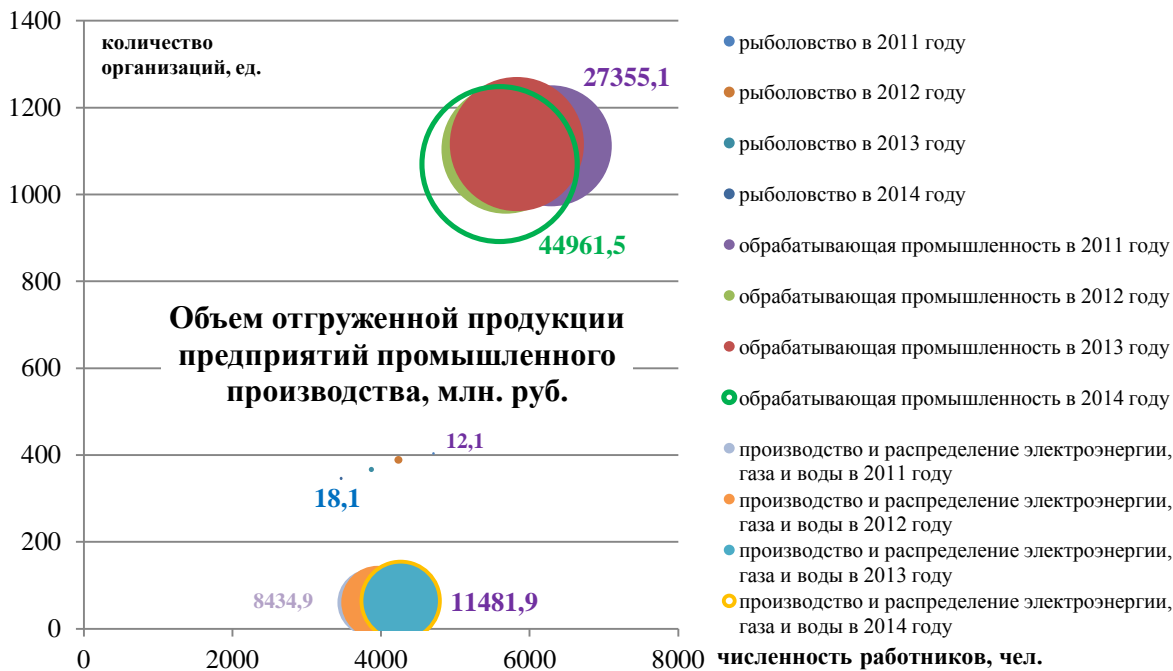 1400
1200
1000
800
600
400
200
0
0
2000
4000
6000
8000
количество
организаций, ед.
27355,1
44961,5
Объем отгруженной продукции
предприятий промышленного
производства, млн. руб.
12,1
18,1
8434,9
11481,9
численность работников, чел.
рыболовство в 2011 году
рыболовство в 2012 году
рыболовство в 2013 году
рыболовство в 2014 году
обрабатывающая промышленность в 2011 году
обрабатывающая промышленность в 2012 году
обрабатывающая промышленность в 2013 году
обрабатывающая промышленность в 2014 году
производство и распределение электроэнергии,
газа и воды в 2011 году
производство и распределение электроэнергии,
газа и воды в 2012 году
производство и распределение электроэнергии,
газа и воды в 2013 году
производство и распределение электроэнергии,
газа и воды в 2014 году